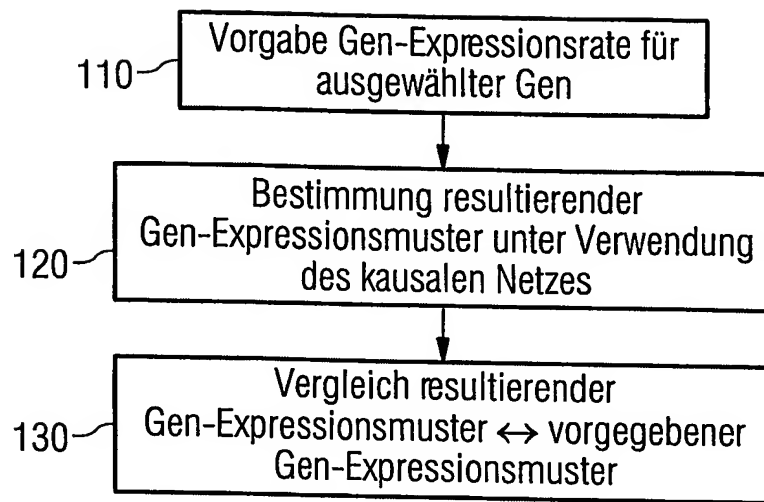 Vorgabe Gen-Expressionsrate für
ausgewählter Gen
110
Bestimmung resultierender
Gen-Expressionsmuster unter Verwendung
des kausalen Netzes
120
Vergleich resultierender
Gen-Expressionsmuster ↔ vorgegebener
Gen-Expressionsmuster
130